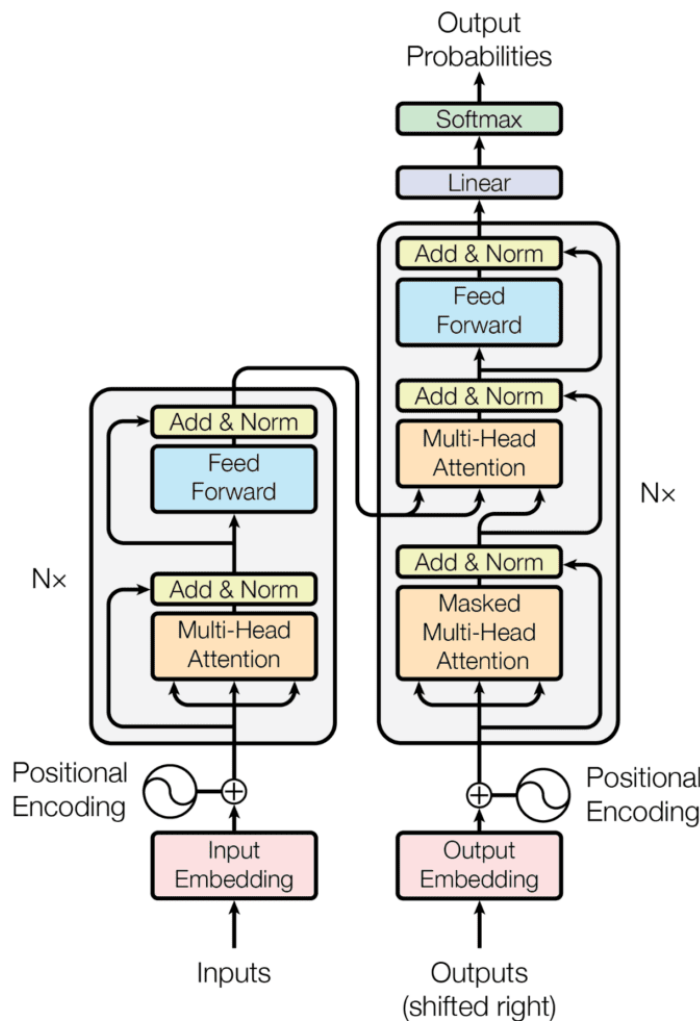 Output
Probabilities
Softmax
Linear
Add & Norm
Feed
Forward
Add & Norm
Multi-Head
Attention
Add & Norm
Masked
Multi-Head
Attention
N×
Add & Norm
Feed
Forward
Add & Norm
Multi-Head
Attention
N×
Positional
Encoding
Positional
Encoding
Input
Embedding
Output
Embedding
Inputs
Outputs
(shifted right)